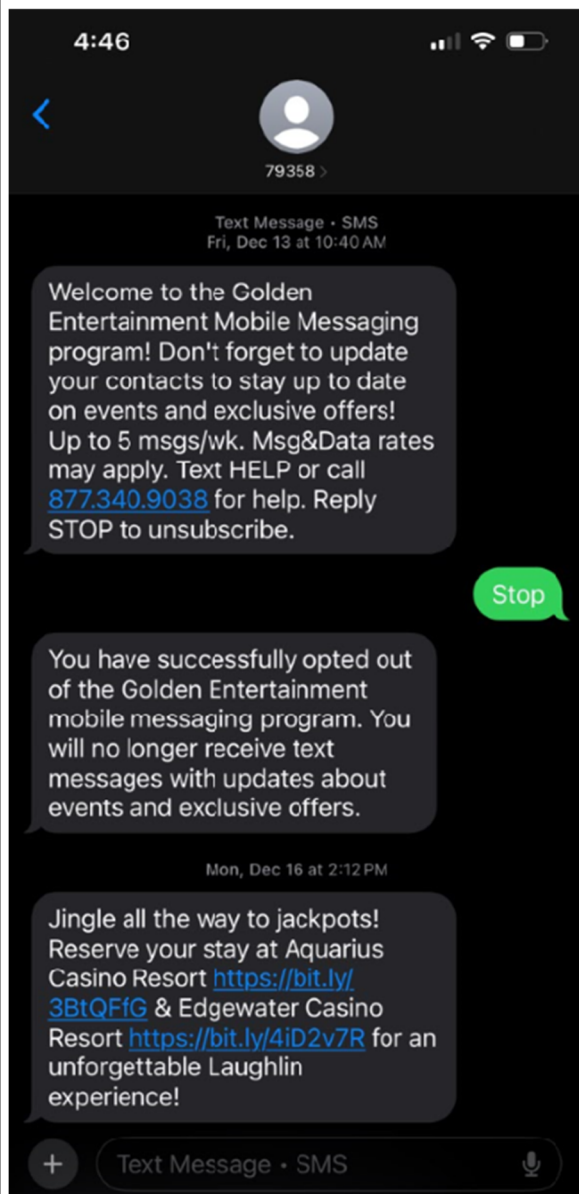 4:46
79358 >
Text Message • SMS
Fri, Dec 13 at 10:40 AM
Welcome to the Golden
Entertainment Mobile Messaging
program! Don't forget to update
your contacts to stay up to date
on events and exclusive offers!
Up to 5 msgs/wk. Msg&Data rates
may apply. Text HELP or call
877.340.9038 for help. Reply
STOP to unsubscribe.
Stop
You have successfully opted out
of the Golden Entertainment
mobile messaging program. You
will no longer receive text
messages with updates about
events and exclusive offers.
Mon, Dec 16 at 2:12 PM
Jingle all the way to jackpots!
Reserve your stay at Aquarius
Casino Resort https://bit.ly/
3BtQFfG & Edgewater Casino
Resort https://bit.ly/4iD2v7R for an
unforgettable Laughlin
experience!
Text Message • SMS